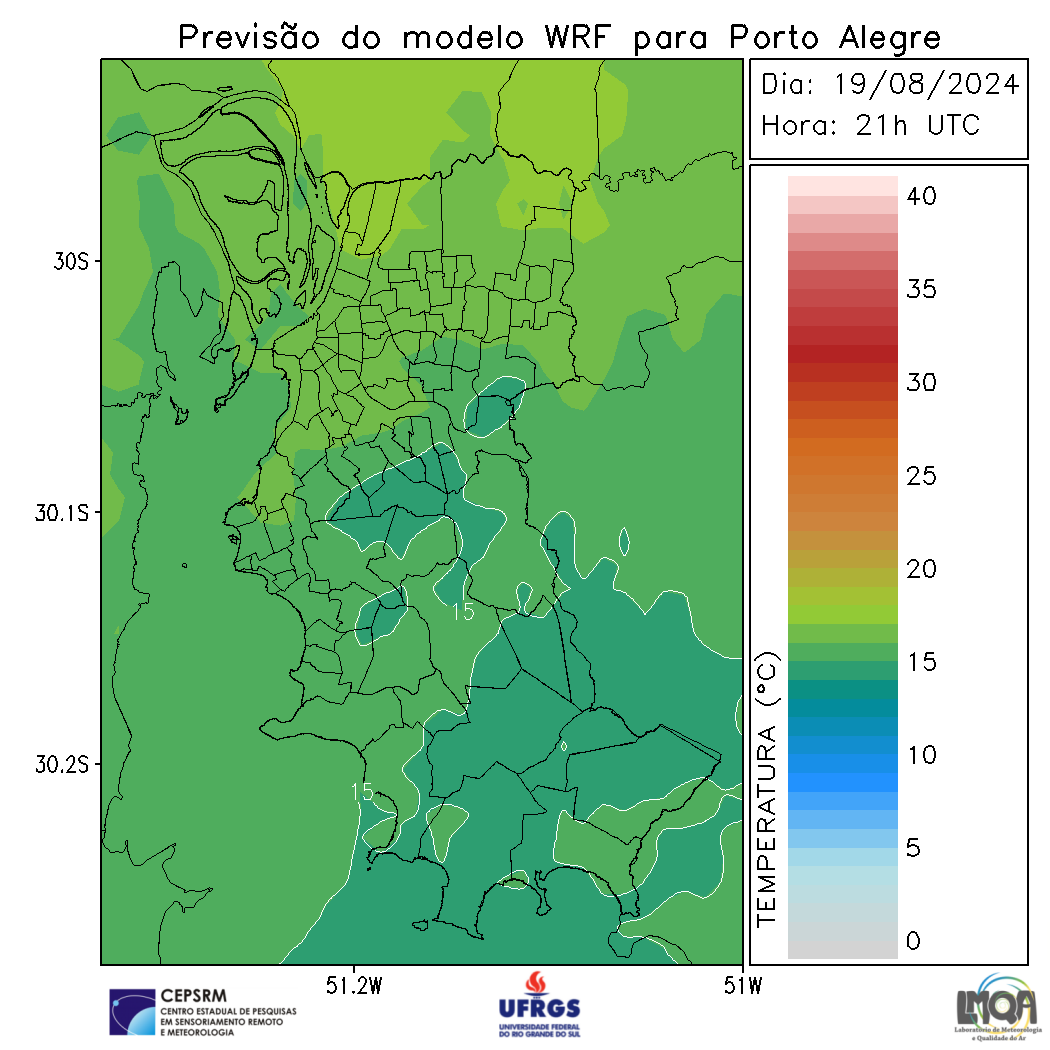 Previsão do modelo WRF para Porto Alegre
Dia: 19/08/2024
Hora: 21h UTC
40
35
30
25
20
15
10
5
0
TEMPERATURA (°C)
30S
30.1S
30.2S
15
15
51.2W
51W
CEPSRM
CENTRO ESTADUAL DE PESQUISAS
EM SENSORIAMENTO REMOTO
E METEOROLOGIA
UFRGS
UNIVERSIDADE FEDERAL
DO RIO GRANDE DO SUL
LMQA
Laboratório de Meteorologia
e Qualidade do Ar